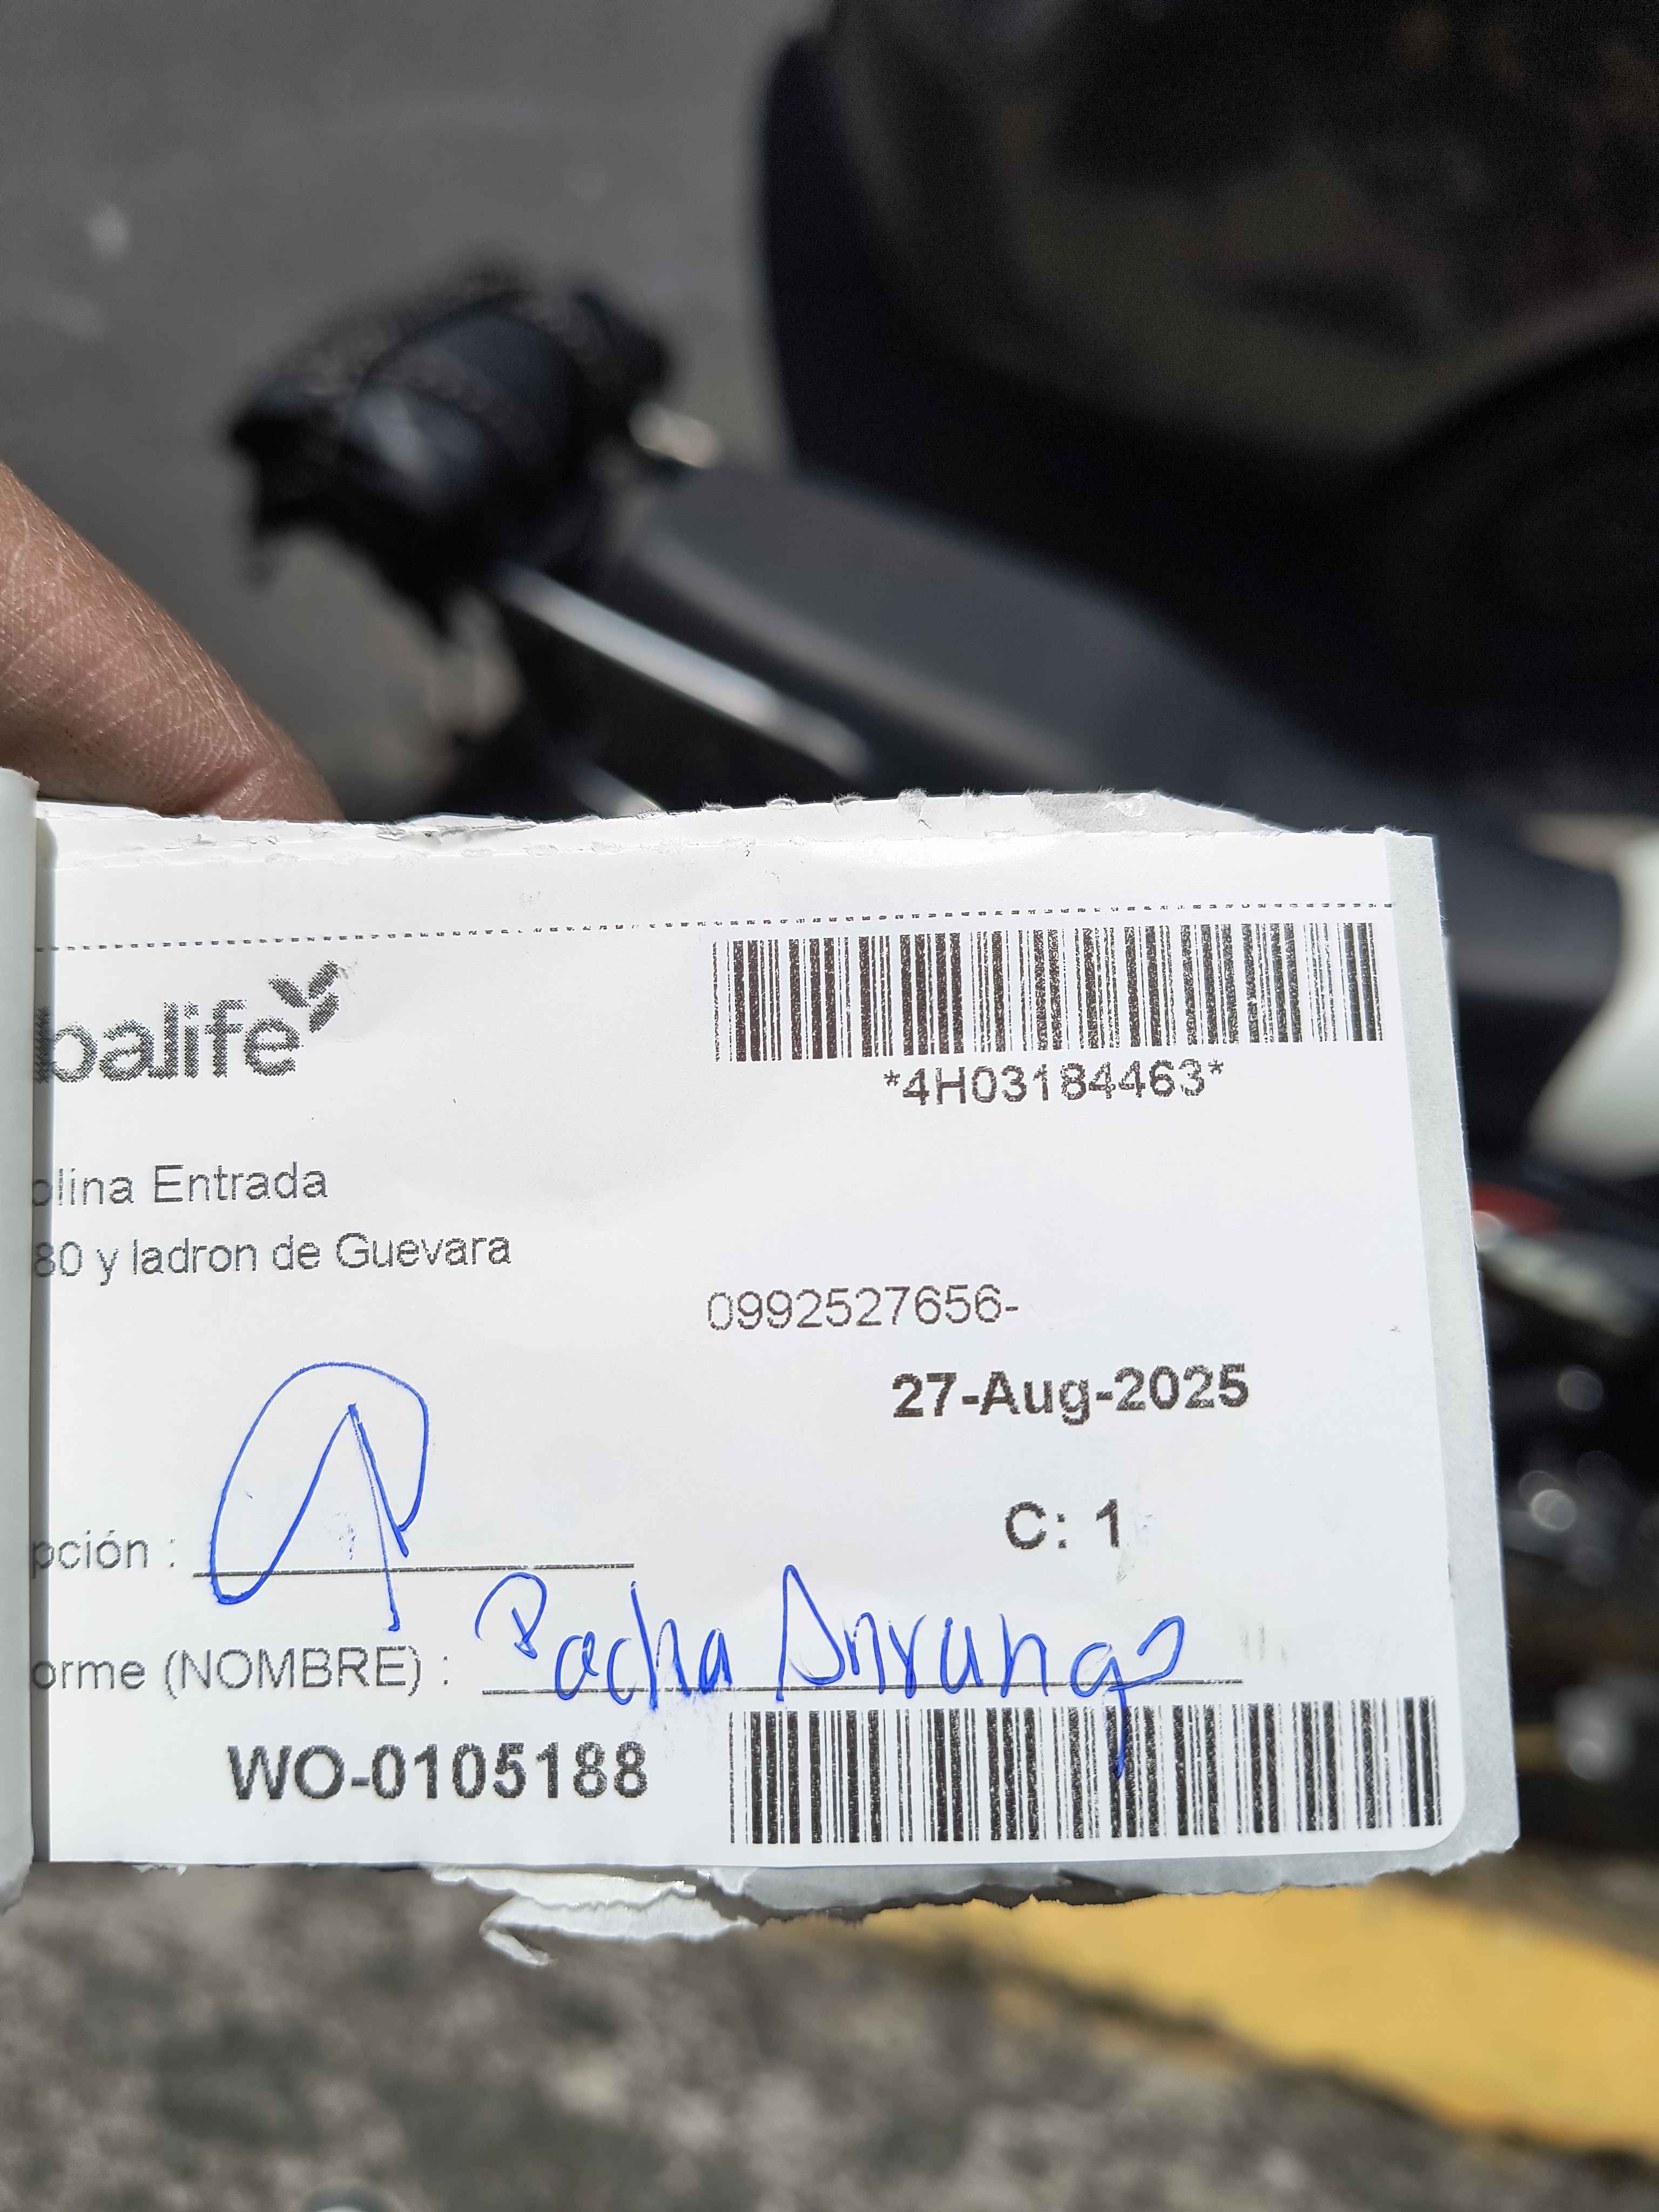 balife
*4H03184463*
olina Entrada
80 y ladron de Guevara
0992527656-
27-Aug-2025
pción :
C: 1
orme (NOMBRE) : Pacha Anrango
WO-0105188